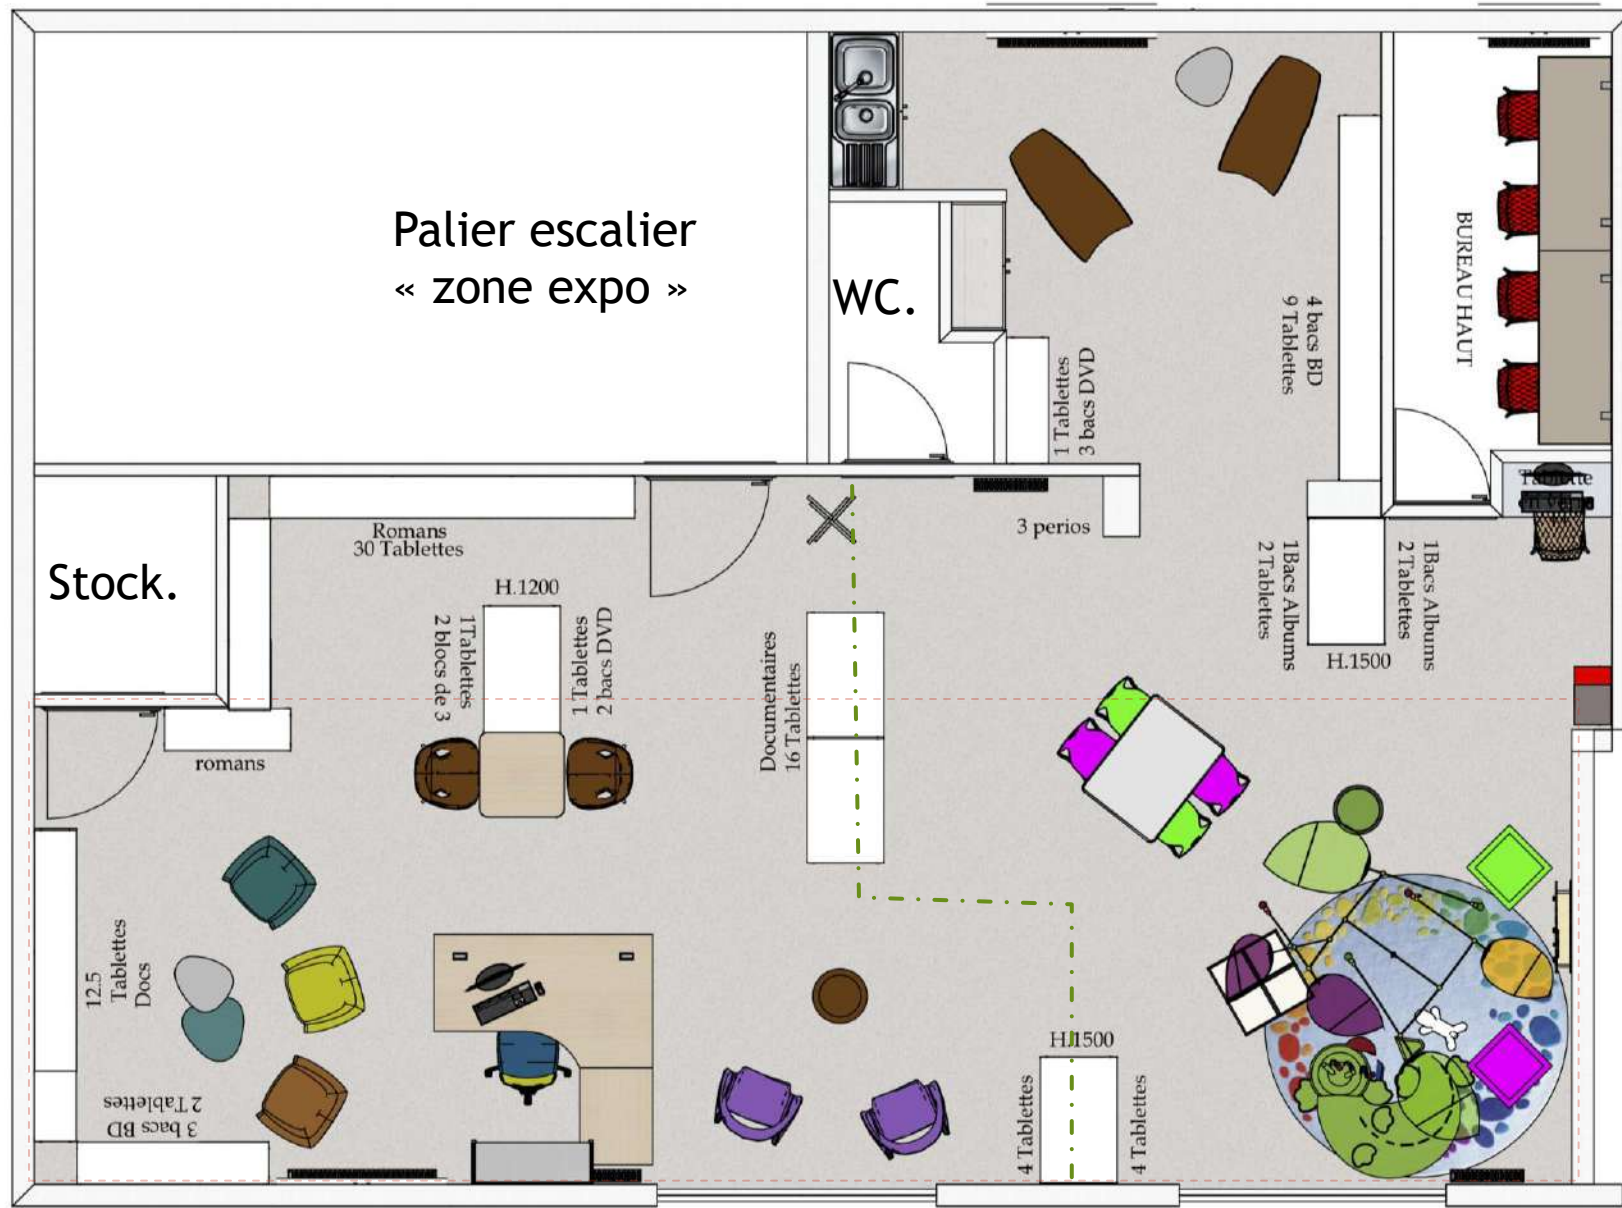 Palier escalier
« zone expo »
WC.
1 Tablettes
3 bacs DVD
4 bacs BD
9 Tablettes
BUREAU HAUT
Tablette
Romans
30 Tablettes
3 perios
Stock.
H.1200
1Tablettes
2 blocs de 3
1 Tablettes
2 bacs DVD
Documentaires
16 Tablettes
1Bacs Albums
2 Tablettes
1Bacs Albums
2 Tablettes
H.1500
romans
12.5
Tablettes
Docs
3 bacs BD
2 Tablettes
H.1500
4 Tablettes
4 Tablettes